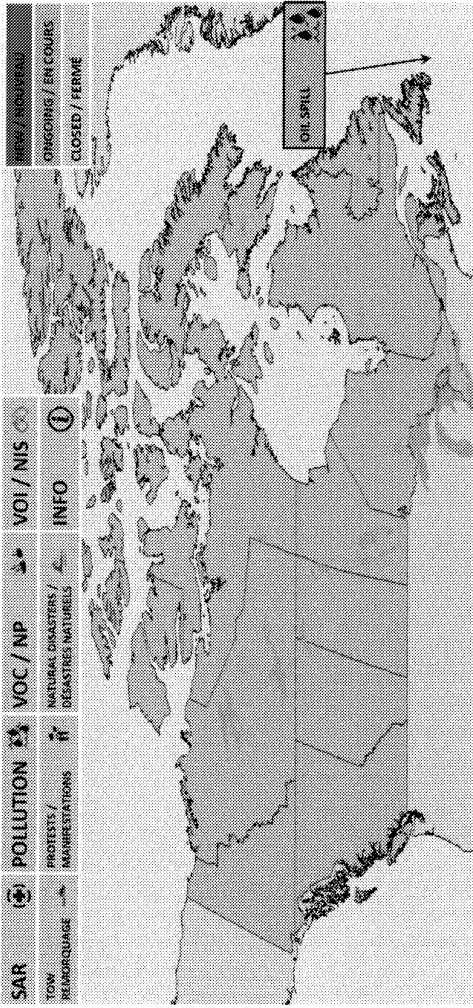 SAR
POLLUTION
VOC / NP
VOI / NIS
TOW
REMORQUAGE
PROTESTS /
MANIFESTATIONS
NATURAL DISASTERS /
DÉSASTRES NATURELS
INFO
NEW / NOUVEAU
ONGOING / EN COURS
CLOSED / FERMÉ
OIL SPILL